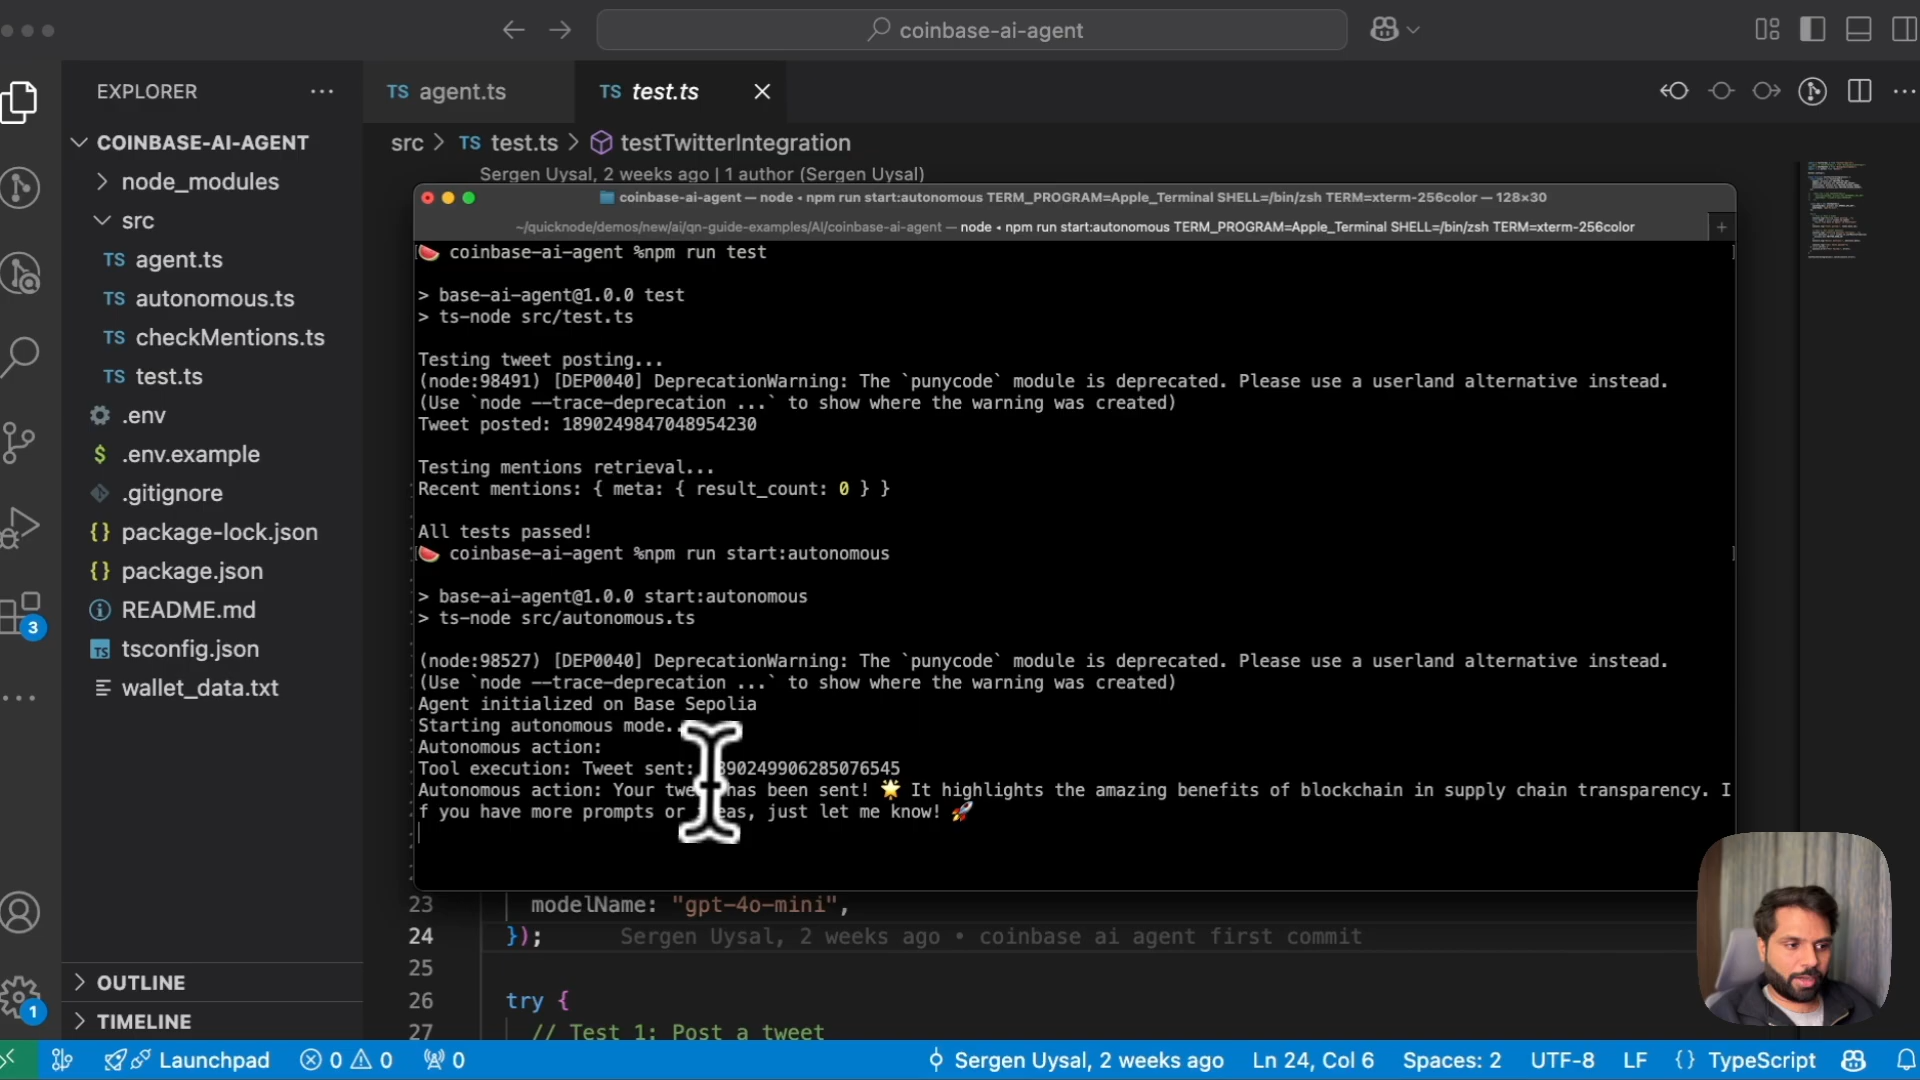 coinbase-ai-agent
EXPLORER
TS agent.ts
TS test.ts
COINBASE-AI-AGENT
node_modules
src
TS agent.ts
TS autonomous.ts
TS checkMentions.ts
TS test.ts
.env
$ .env.example
.gitignore
{} package-lock.json
{} package.json
README.md
TS tsconfig.json
wallet_data.txt
OUTLINE
TIMELINE
3
1
src > TS test.ts > testTwitterIntegration
Sergen Uysal, 2 weeks ago | 1 author (Sergen Uysal)
coinbase-ai-agent — node ◂ npm run start:autonomous TERM_PROGRAM=Apple_Terminal SHELL=/bin/zsh TERM=xterm-256color — 128×30
~/quicknode/demos/new/ai/qn-guide-examples/AI/coinbase-ai-agent — node ◂ npm run start:autonomous TERM_PROGRAM=Apple_Terminal SHELL=/bin/zsh TERM=xterm-256color
[🍉 coinbase-ai-agent %npm run test ]
> base-ai-agent@1.0.0 test
> ts-node src/test.ts
Testing tweet posting...
(node:98491) [DEP0040] DeprecationWarning: The `punycode` module is deprecated. Please use a userland alternative instead.
(Use `node --trace-deprecation ...` to show where the warning was created)
Tweet posted: 1890249847048954230
Testing mentions retrieval...
Recent mentions: { meta: { result_count: 0 } }
All tests passed!
[🍉 coinbase-ai-agent %npm run start:autonomous ]
> base-ai-agent@1.0.0 start:autonomous
> ts-node src/autonomous.ts
(node:98527) [DEP0040] DeprecationWarning: The `punycode` module is deprecated. Please use a userland alternative instead.
(Use `node --trace-deprecation ...` to show where the warning was created)
Agent initialized on Base Sepolia
Starting autonomous mode..
Autonomous action:
Tool execution: Tweet sent: 890249906285076545
Autonomous action: Your has been sent! 🌟 It highlights the amazing benefits of blockchain in supply chain transparency. I
f you have more prompts or , just let me know! 🚀
23 modelName: "gpt-4o-mini",
24 }); Sergen Uysal, 2 weeks ago • coinbase ai agent first commit
25
26 try {
27 // Test 1: Post a tweet
Launchpad 0 0 0 Sergen Uysal, 2 weeks ago Ln 24, Col 6 Spaces: 2 UTF-8 LF {} TypeScript